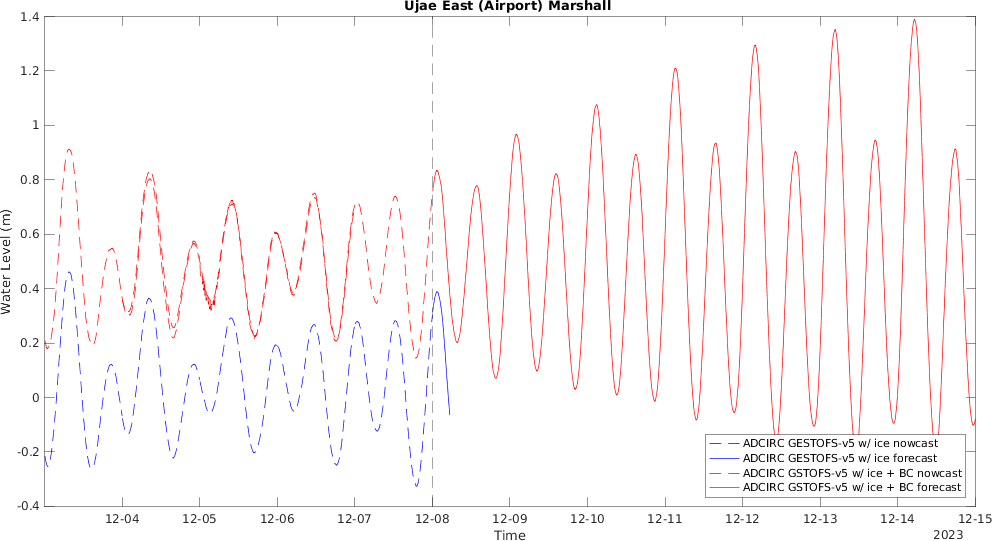 Ujae East (Airport) Marshall
Water Level (m)
1.4
1.2
1
0.8
0.6
0.4
0.2
0
-0.2
-0.4
ADCIRC GESTOFS-v5 w/ ice nowcast
ADCIRC GESTOFS-v5 w/ ice forecast
ADCIRC GSTOFS-v5 w/ ice + BC nowcast
ADCIRC GSTOFS-v5 w/ ice + BC forecast
12-04 12-05 12-06 12-07 12-08 12-09 12-10 12-11 12-12 12-13 12-14 12-15
Time
2023